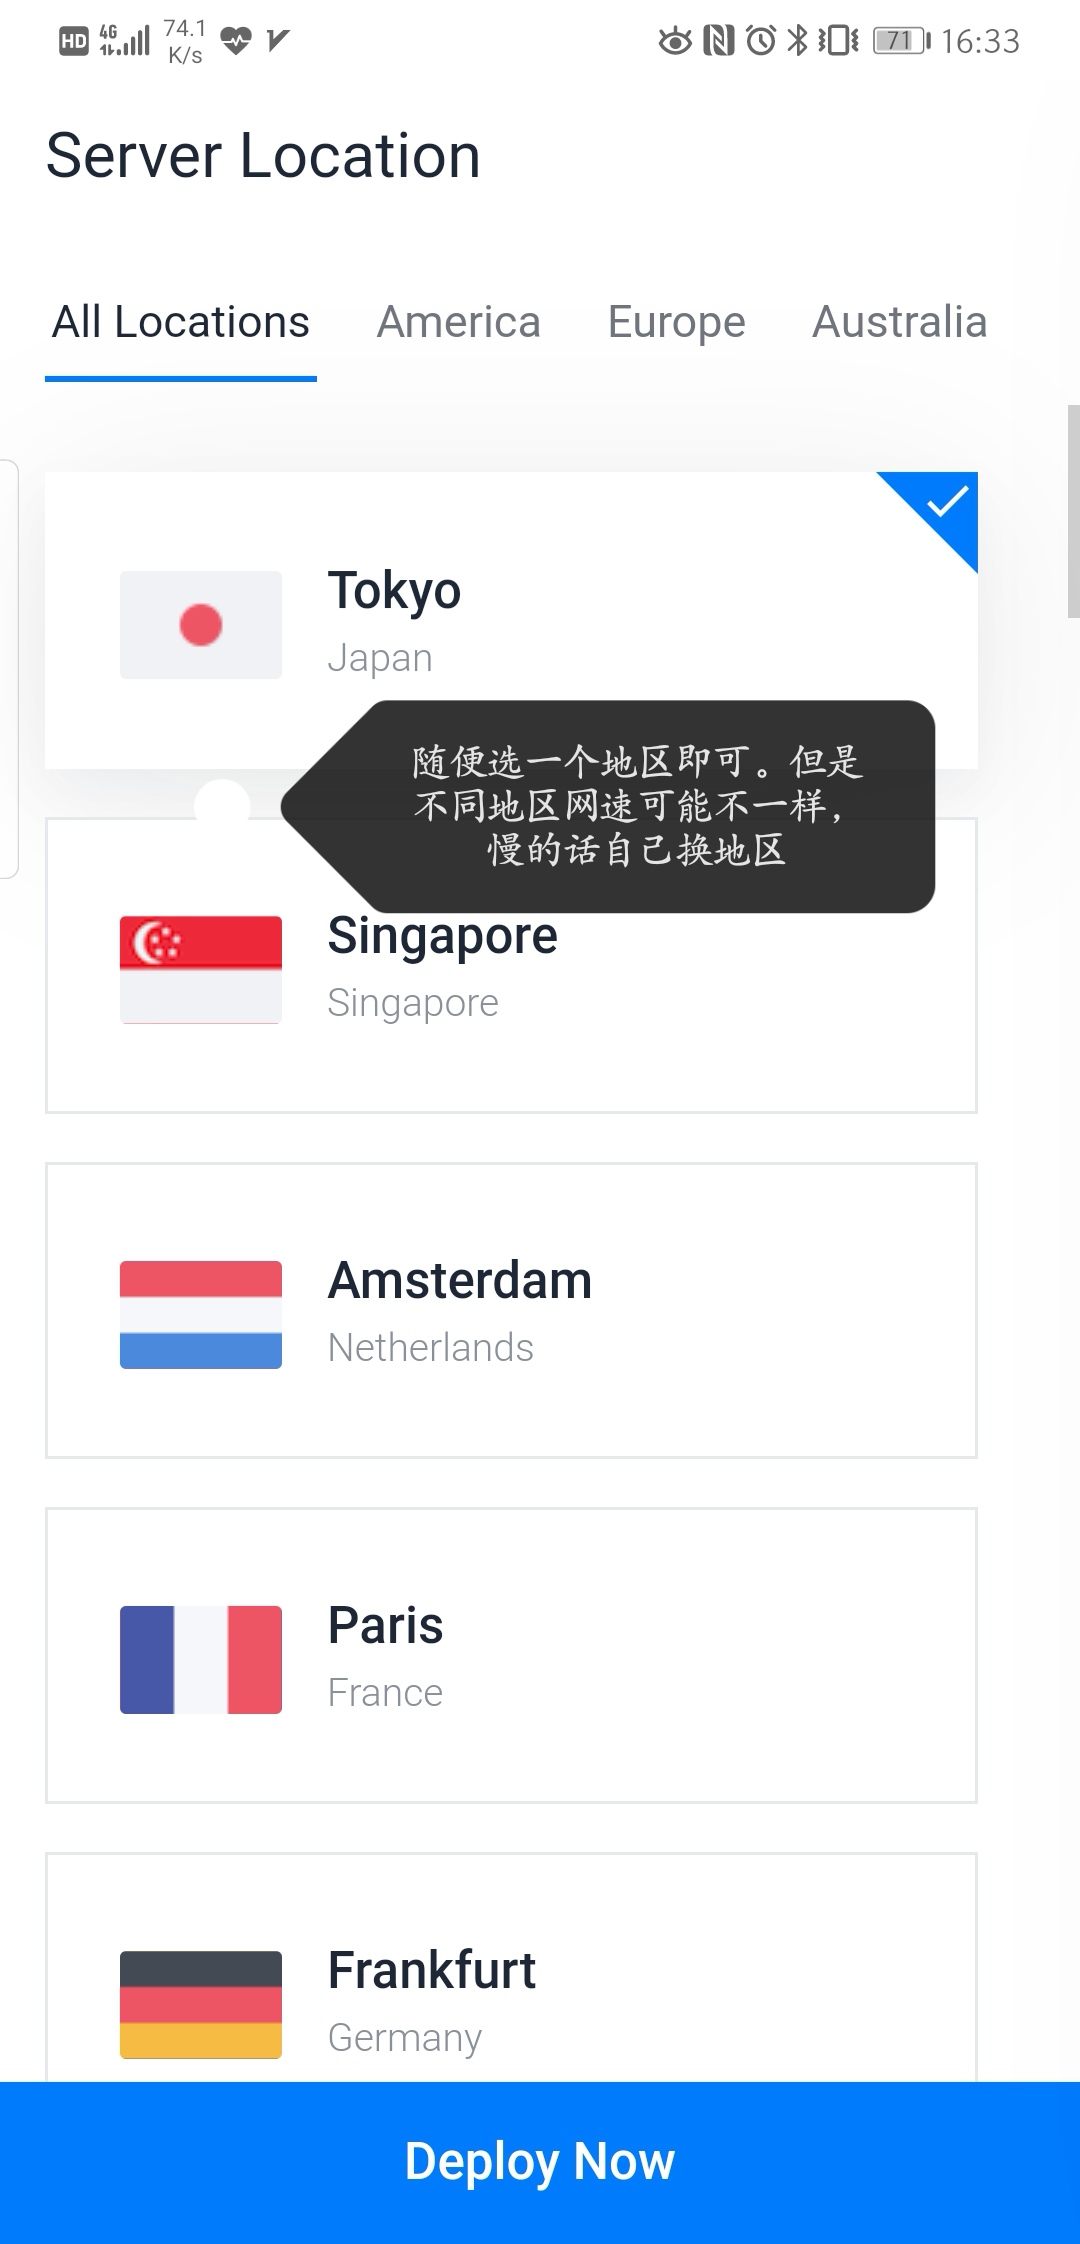 HD 4G 74.1 K/s 71 16:33
Server Location
All Locations America Europe Australia
Tokyo
Japan
随便选一个地区即可。但是
不同地区网速可能不一样，
慢的话自己换地区
Singapore
Singapore
Amsterdam
Netherlands
Paris
France
Frankfurt
Germany
Deploy Now